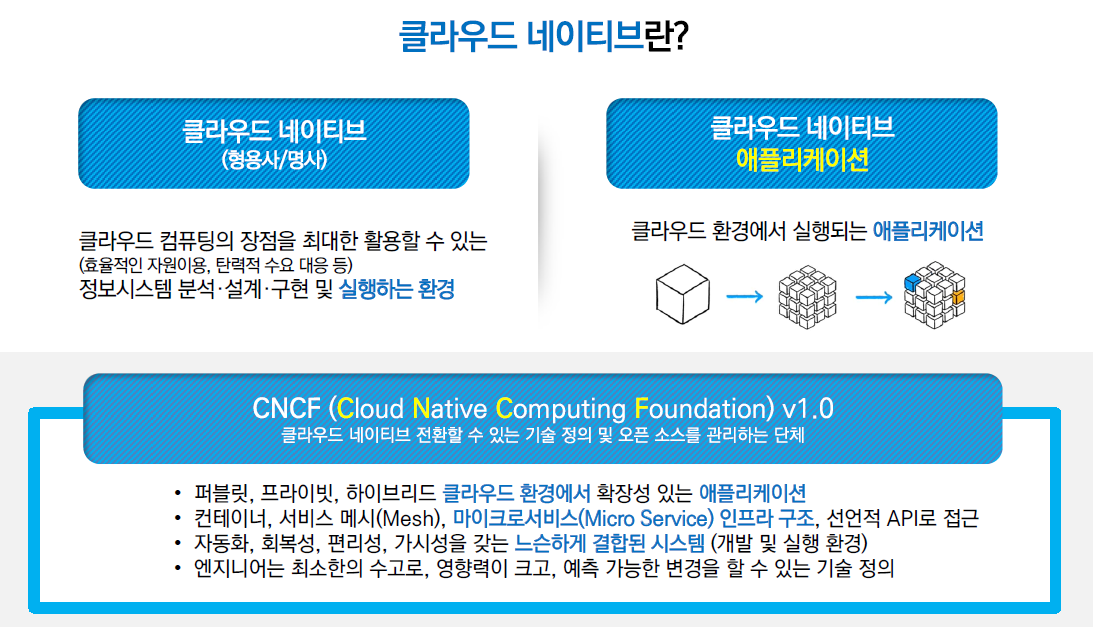 클라우드 네이티브란?
클라우드 네이티브
(형용사/명사)
클라우드 컴퓨팅의 장점을 최대한 활용할 수 있는
(효율적인 자원이용, 탄력적 수요 대응 등)
정보시스템 분석·설계·구현 및 실행하는 환경
클라우드 네이티브
애플리케이션
클라우드 환경에서 실행되는 애플리케이션
CNCF (Cloud Native Computing Foundation) v1.0
클라우드 네이티브 전환할 수 있는 기술 정의 및 오픈 소스를 관리하는 단체
• 퍼블릿, 프라이빗, 하이브리드 클라우드 환경에서 확장성 있는 애플리케이션
• 컨테이너, 서비스 메시(Mesh), 마이크로서비스(Micro Service) 인프라 구조, 선언적 API로 접근
• 자동화, 회복성, 편리성, 가시성을 갖는 느슨하게 결합된 시스템 (개발 및 실행 환경)
• 엔지니어는 최소한의 수고로, 영향력이 크고, 예측 가능한 변경을 할 수 있는 기술 정의